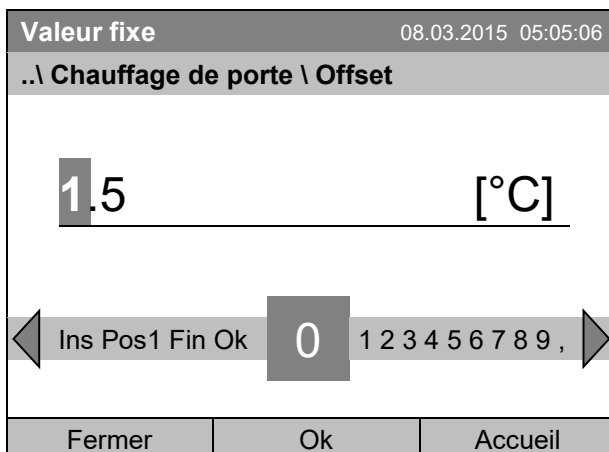 Valeur fixe 08.03.2015 05:05:06
..\ Chauffage de porte \ Offset
1.5 [°C]
Ins Pos1 Fin Ok 0 1 2 3 4 5 6 7 8 9 ,
Fermer Ok Accueil